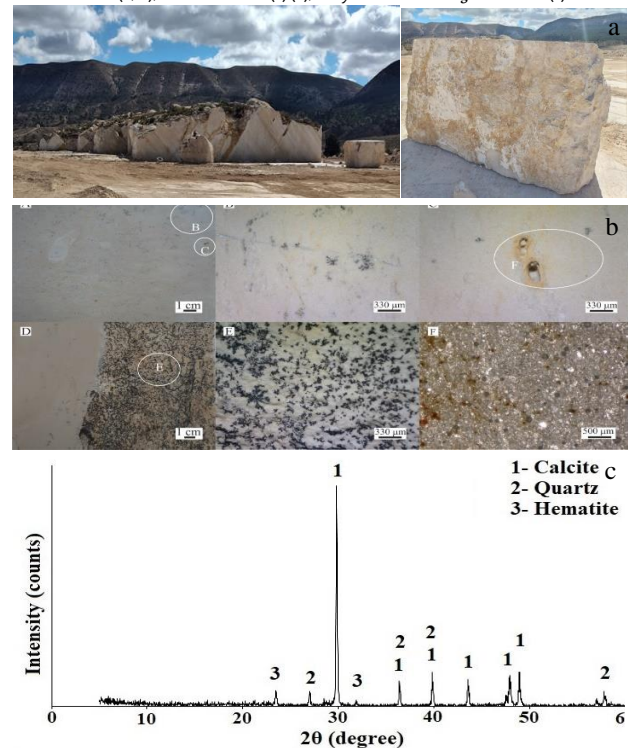 a
b
A
B
C
B
C
F
1 cm
330 μm
330 μm
D
E
F
B
1 cm
330 μm
500 μm
c
1- Calcite
2- Quartz
3- Hematite
Intensity (counts)
1
3
2
3
2
1
2
1
1
1
1
2
0
10
20
30
40
50
6
2θ (degree)